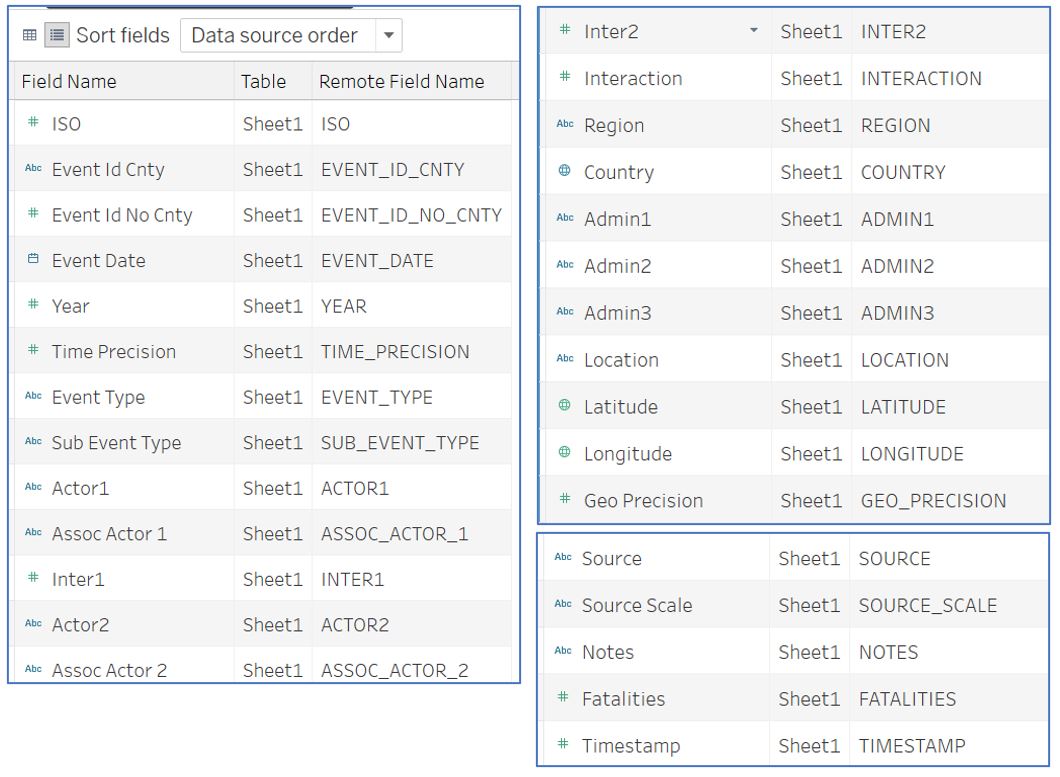 Sort fields Data source order
Field Name Table Remote Field Name
# ISO Sheet1 ISO
Abc Event Id Cnty Sheet1 EVENT_ID_CNTY
# Event Id No Cnty Sheet1 EVENT_ID_NO_CNTY
Event Date Sheet1 EVENT_DATE
# Year Sheet1 YEAR
# Time Precision Sheet1 TIME_PRECISION
Abc Event Type Sheet1 EVENT_TYPE
Abc Sub Event Type Sheet1 SUB_EVENT_TYPE
Abc Actor1 Sheet1 ACTOR1
Abc Assoc Actor 1 Sheet1 ASSOC_ACTOR_1
# Inter1 Sheet1 INTER1
Abc Actor2 Sheet1 ACTOR2
Abc Assoc Actor 2 Sheet1 ASSOC_ACTOR_2
# Inter2 Sheet1 INTER2
# Interaction Sheet1 INTERACTION
Abc Region Sheet1 REGION
Country Sheet1 COUNTRY
Abc Admin1 Sheet1 ADMIN1
Abc Admin2 Sheet1 ADMIN2
Abc Admin3 Sheet1 ADMIN3
Abc Location Sheet1 LOCATION
Latitude Sheet1 LATITUDE
Longitude Sheet1 LONGITUDE
# Geo Precision Sheet1 GEO_PRECISION
Abc Source Sheet1 SOURCE
Abc Source Scale Sheet1 SOURCE_SCALE
Abc Notes Sheet1 NOTES
# Fatalities Sheet1 FATALITIES
# Timestamp Sheet1 TIMESTAMP